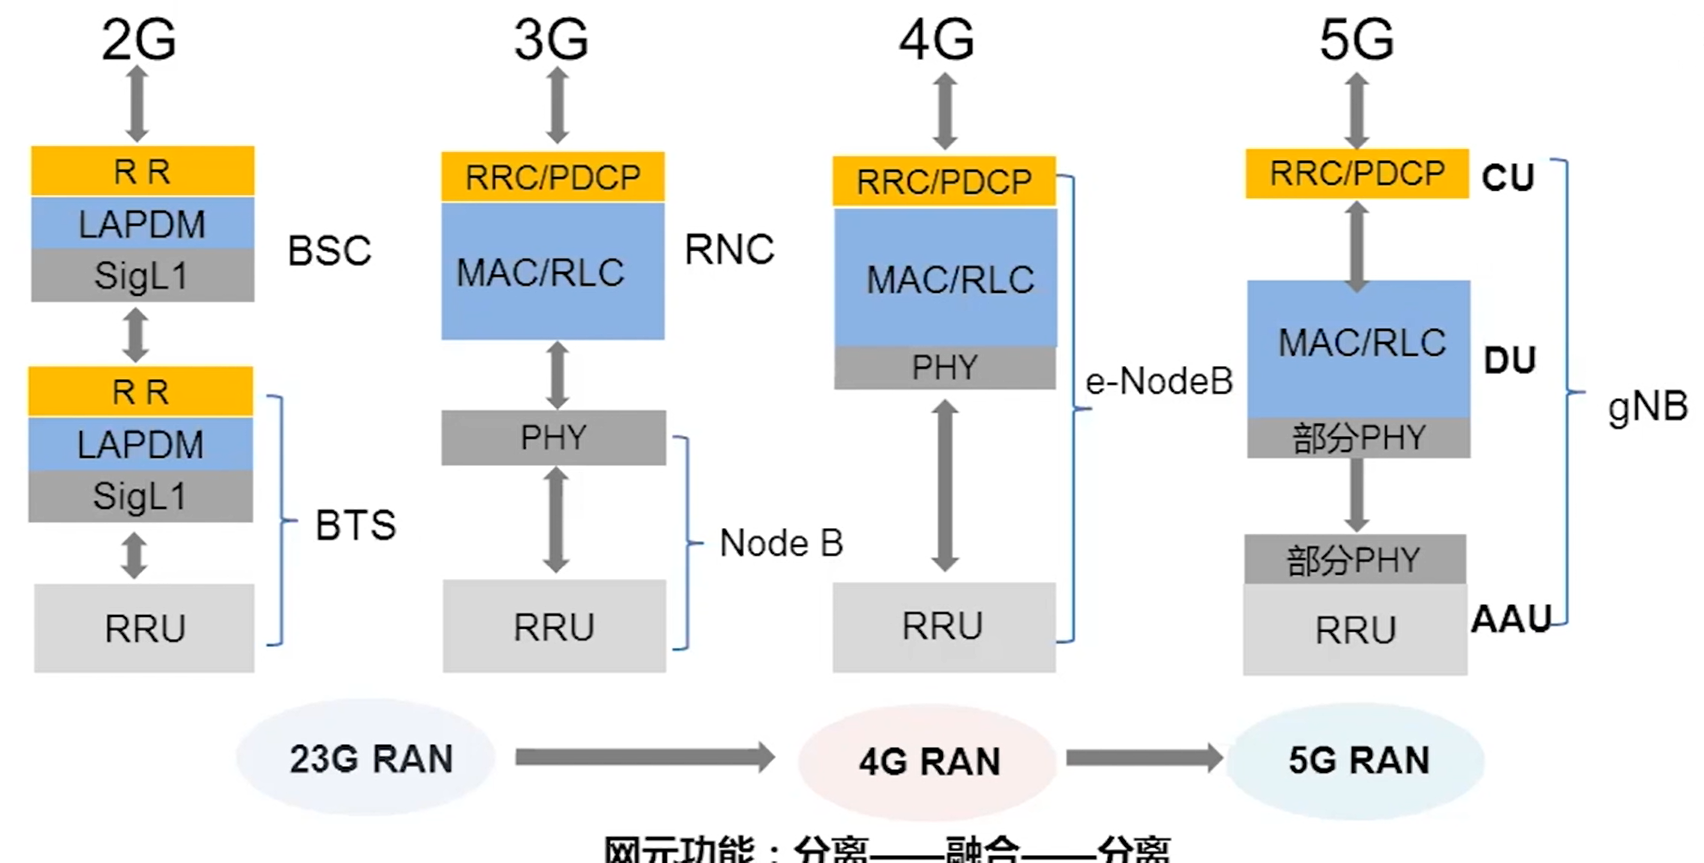 2G
3G
4G
5G
R R
LAPDM
SigL1
BSC
R R
LAPDM
SigL1
BTS
RRU
RRC/PDCP
MAC/RLC
RNC
PHY
Node B
RRU
RRC/PDCP
MAC/RLC
PHY
e-NodeB
RRU
RRC/PDCP
CU
MAC/RLC
DU
部分PHY
gNB
部分PHY
RRU
AAU
23G RAN
4G RAN
5G RAN
网元功能：分离——融合——分离